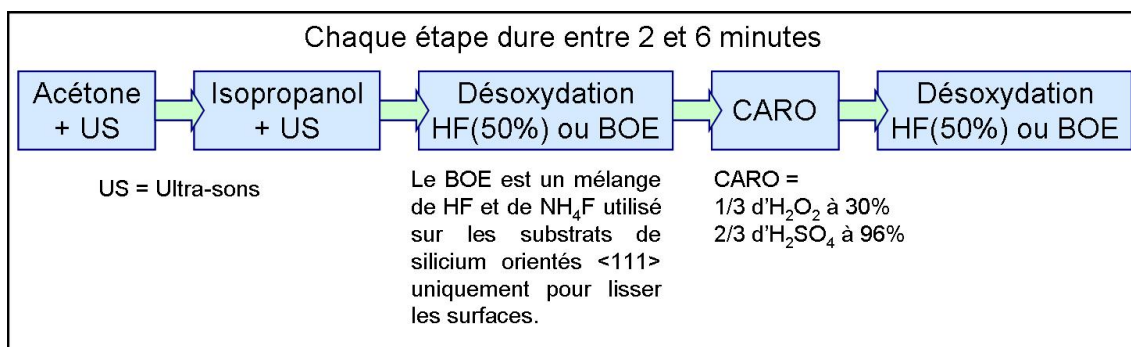 Chaque étape dure entre 2 et 6 minutes
Acétone
+ US
Isopropanol
+ US
Désoxydation
HF(50%) ou BOE
CARO
Désoxydation
HF(50%) ou BOE
US = Ultra-sons
Le BOE est un mélange
de HF et de NH₄F utilisé
sur les substrats de
silicium orientés <111>
uniquement pour lisser
les surfaces.
CARO =
1/3 d'H₂O₂ à 30%
2/3 d'H₂SO₄ à 96%